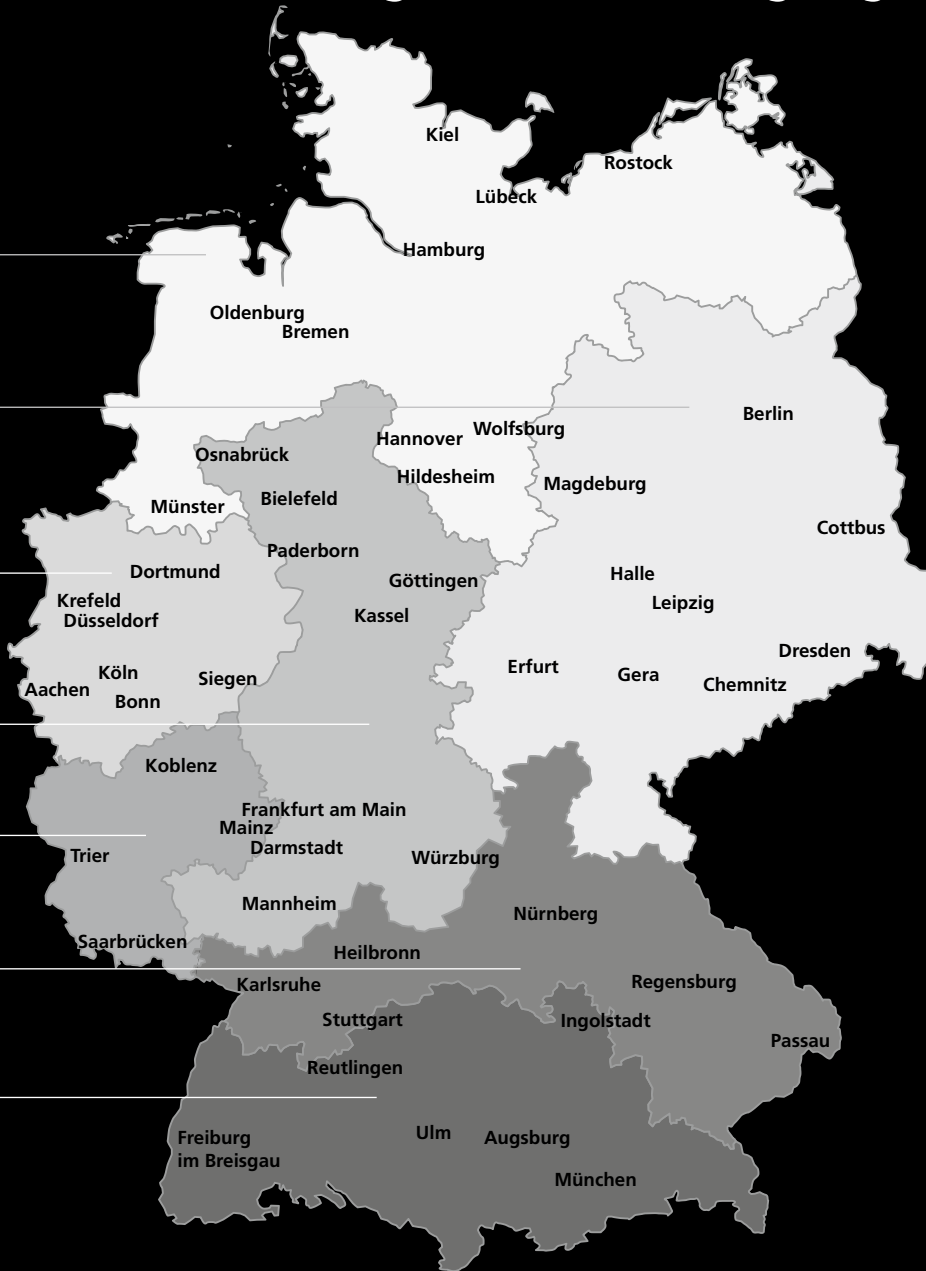 Kiel
Rostock
Lübeck
Hamburg
Oldenburg
Bremen
Berlin
Wolfsburg
Hannover
Osnabrück
Hildesheim
Magdeburg
Bielefeld
Münster
Cottbus
Paderborn
Dortmund
Halle
Göttingen
Krefeld
Leipzig
Kassel
Düsseldorf
Dresden
Erfurt
Köln
Gera
Siegen
Chemnitz
Aachen
Bonn
Koblenz
Frankfurt am Main
Mainz
Darmstadt
Trier
Würzburg
Mannheim
Nürnberg
Saarbrücken
Heilbronn
Regensburg
Karlsruhe
Stuttgart
Ingolstadt
Passau
Reutlingen
Ulm
Augsburg
Freiburg
im Breisgau
München